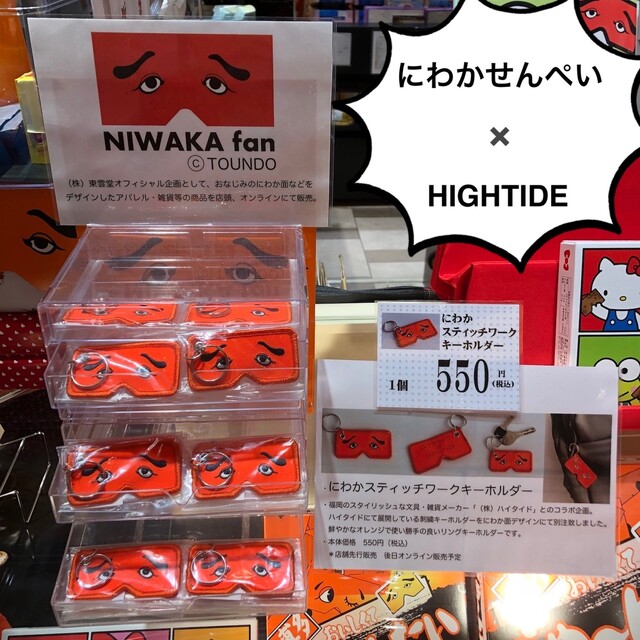 NIWAKA fan
© TOUNDO
(株)東雲堂オフィシャル企画として、おなじみのにわか面などを
デザインしたアパレル・雑貨等の商品を店頭、オンラインにて販売。
にわかせんぺい
×
HIGHTIDE
にわか
スティッチワーク
キーホルダー
1個 550円(税込)
にわかスティッチワークキーホルダー
・福岡のスタイリッシュな文具・雑貨メーカー「(株)ハイタイド」とのコラボ企画。
ハイタイドにて展開している刺繍キーホルダーをにわか面デザインにて別注致しました。
鮮やかなオレンジで使い勝手の良いリングキーホルダーです。
・本体価格 550円(税込)
*店舗先行販売 後日オンライン販売予定